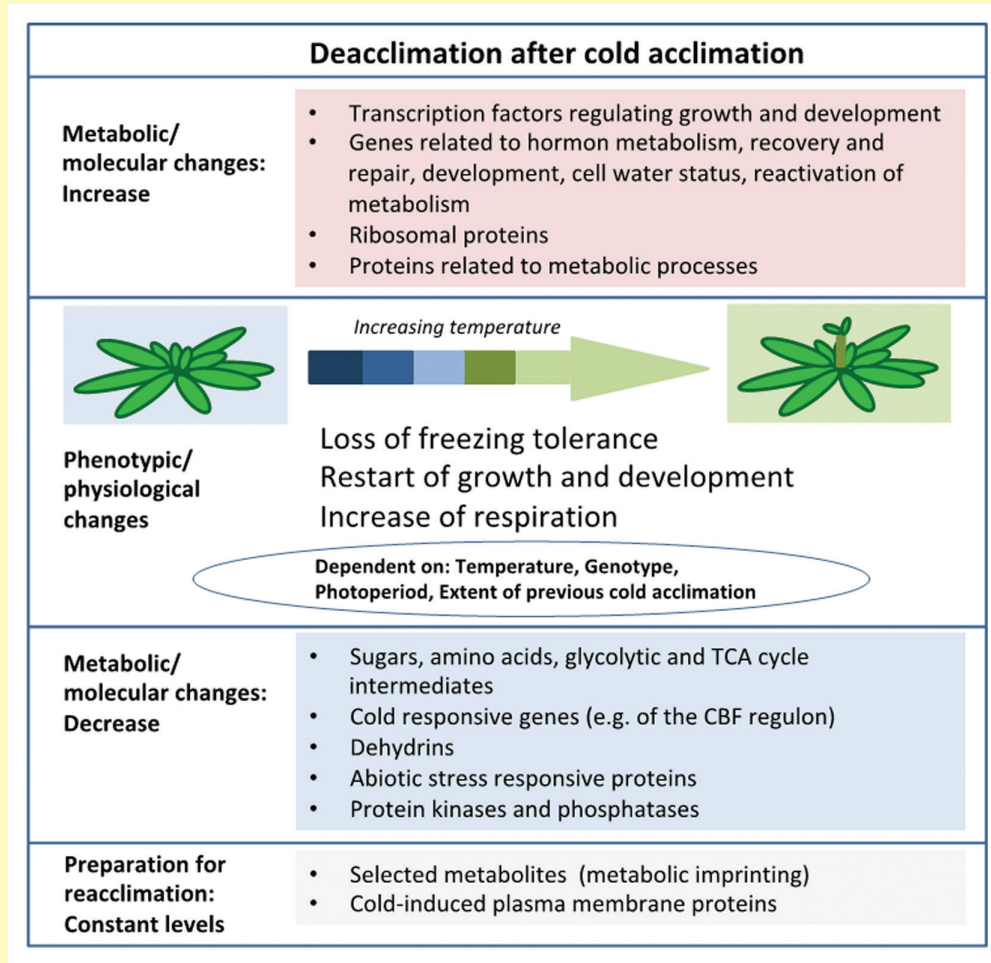 Deacclimation after cold acclimation
Metabolic/
molecular changes:
Increase
• Transcription factors regulating growth and development
• Genes related to hormon metabolism, recovery and
repair, development, cell water status, reactivation of
metabolism
• Ribosomal proteins
• Proteins related to metabolic processes
Increasing temperature
Phenotypic/
physiological
changes
Loss of freezing tolerance
Restart of growth and development
Increase of respiration
Dependent on: Temperature, Genotype,
Photoperiod, Extent of previous cold acclimation
Metabolic/
molecular changes:
Decrease
• Sugars, amino acids, glycolytic and TCA cycle
intermediates
• Cold responsive genes (e.g. of the CBF regulon)
• Dehydrins
• Abiotic stress responsive proteins
• Protein kinases and phosphatases
Preparation for
reacclimation:
Constant levels
• Selected metabolites (metabolic imprinting)
• Cold-induced plasma membrane proteins